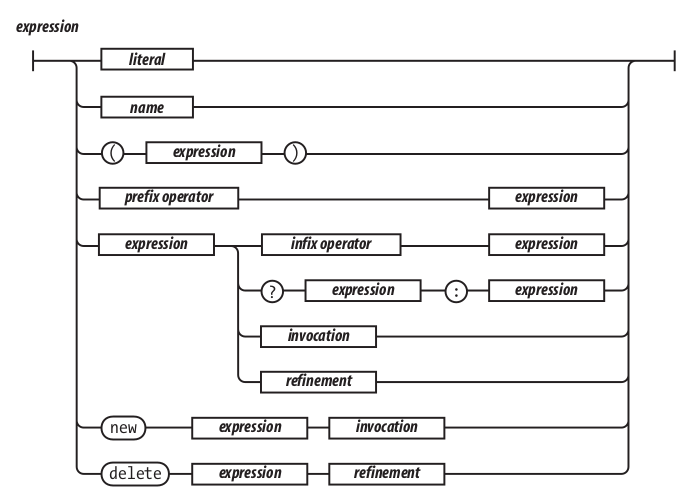 expression
literal
name
( expression )
prefix operator expression
expression infix operator expression
? expression : expression
invocation
refinement
new expression invocation
delete expression refinement